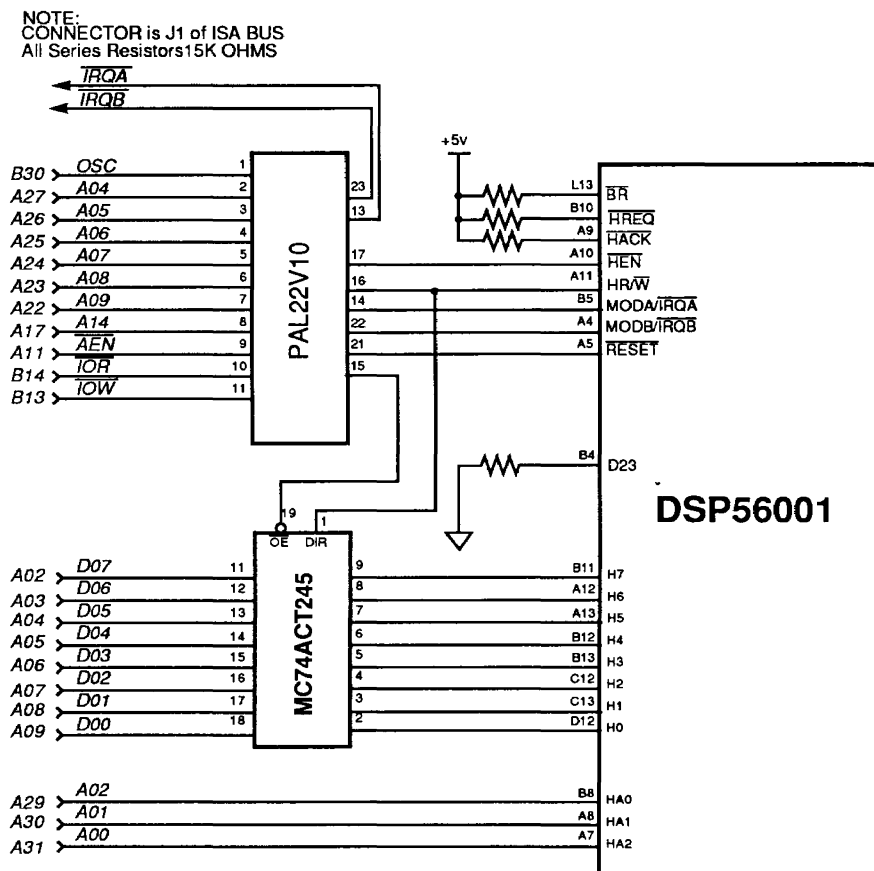 NOTE:
CONNECTOR is J1 of ISA BUS
All Series Resistors15K OHMS
IRQA
IRQB
+5v
B30 OSC 1
A27 A04 2 23
A26 A05 3 13
A25 A06 4
A24 A07 5 17
A23 A08 6 16
A22 A09 7 14
A17 A14 8 22
A11 AEN 9 21
B14 IOR 10 15
B13 IOW 11
PAL22V10
L13 BR
B10 HREQ
A9 HACK
A10 HEN
A11 HR/W
B5 MODA/IRQA
A4 MODB/IRQB
A5 RESET
B4 D23
DSP56001
19 1
OE DIR
MC74ACT245
A02 D07 11 9 B11 H7
A03 D06 12 8 A12 H6
A04 D05 13 7 A13 H5
A05 D04 14 6 B12 H4
A06 D03 15 5 B13 H3
A07 D02 16 4 C12 H2
A08 D01 17 3 C13 H1
A09 D00 18 2 D12 H0
A29 A02 B8 HA0
A30 A01 A8 HA1
A31 A00 A7 HA2